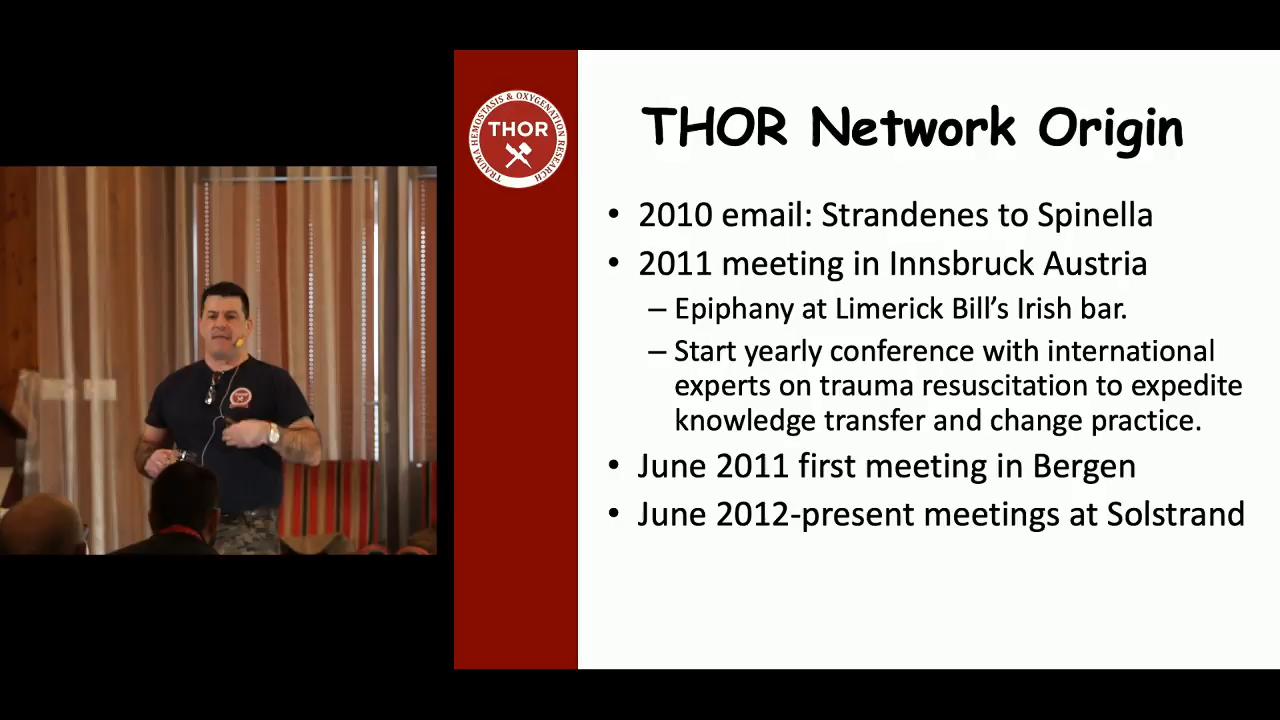 TRAUMA HEMOSTASIS & OXYGENATION RESEARCH
THOR
THOR Network Origin
• 2010 email: Strandenes to Spinella
• 2011 meeting in Innsbruck Austria
– Epiphany at Limerick Bill’s Irish bar.
– Start yearly conference with international
experts on trauma resuscitation to expedite
knowledge transfer and change practice.
• June 2011 first meeting in Bergen
• June 2012-present meetings at Solstrand